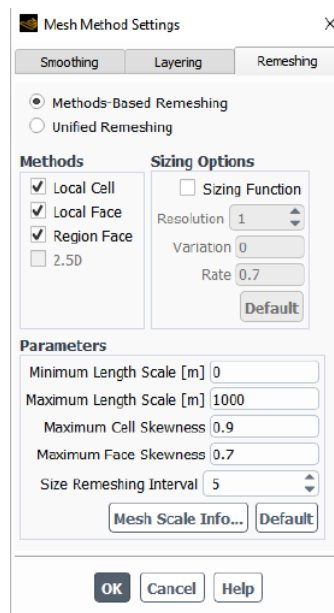 Mesh Method Settings
Smoothing Layering Remeshing
Methods-Based Remeshing
Unified Remeshing
Methods Sizing Options
Local Cell
Local Face
Region Face
2.5D
Sizing Function
Resolution 1
Variation 0
Rate 0.7
Default
Parameters
Minimum Length Scale [m] 0
Maximum Length Scale [m] 1000
Maximum Cell Skewness 0.9
Maximum Face Skewness 0.7
Size Remeshing Interval 5
Mesh Scale Info... Default
OK Cancel Help